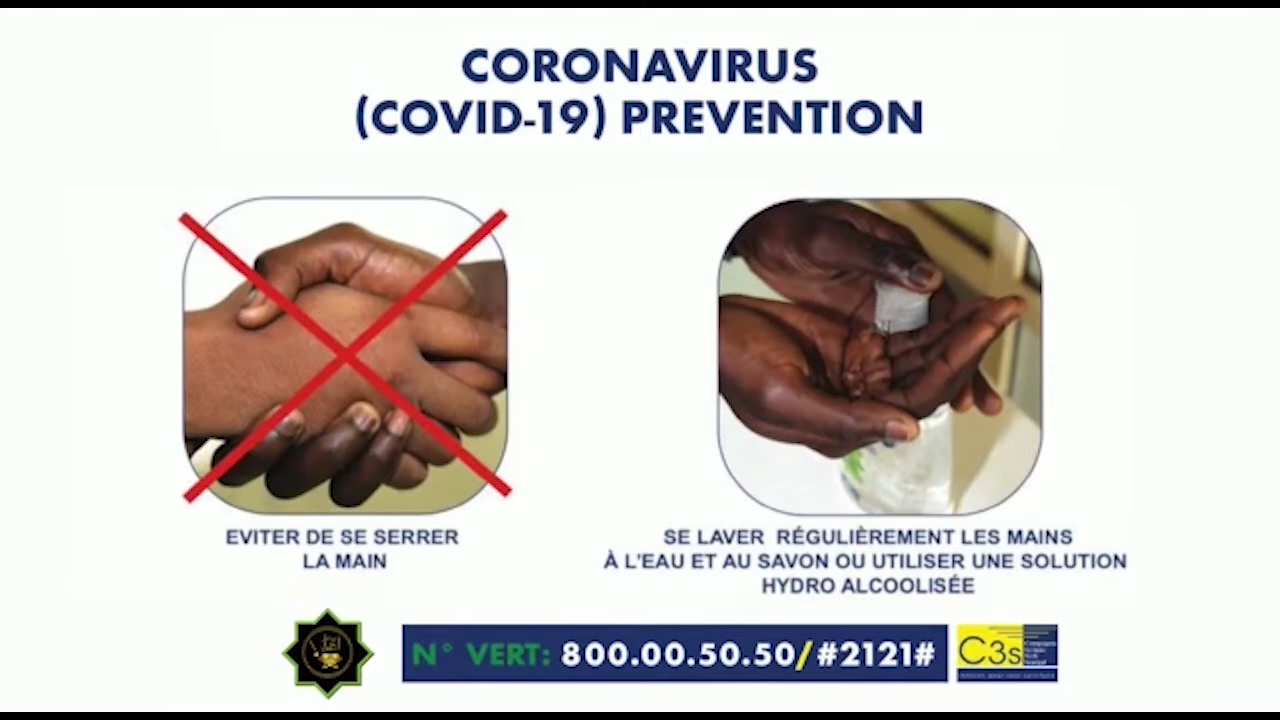 CORONAVIRUS
(COVID-19) PREVENTION
EVITER DE SE SERRER
LA MAIN
SE LAVER RÉGULIÈREMENT LES MAINS
À L'EAU ET AU SAVON OU UTILISER UNE SOLUTION
HYDRO ALCOOLISÉE
N° VERT: 800.00.50.50/#2121#
C3s